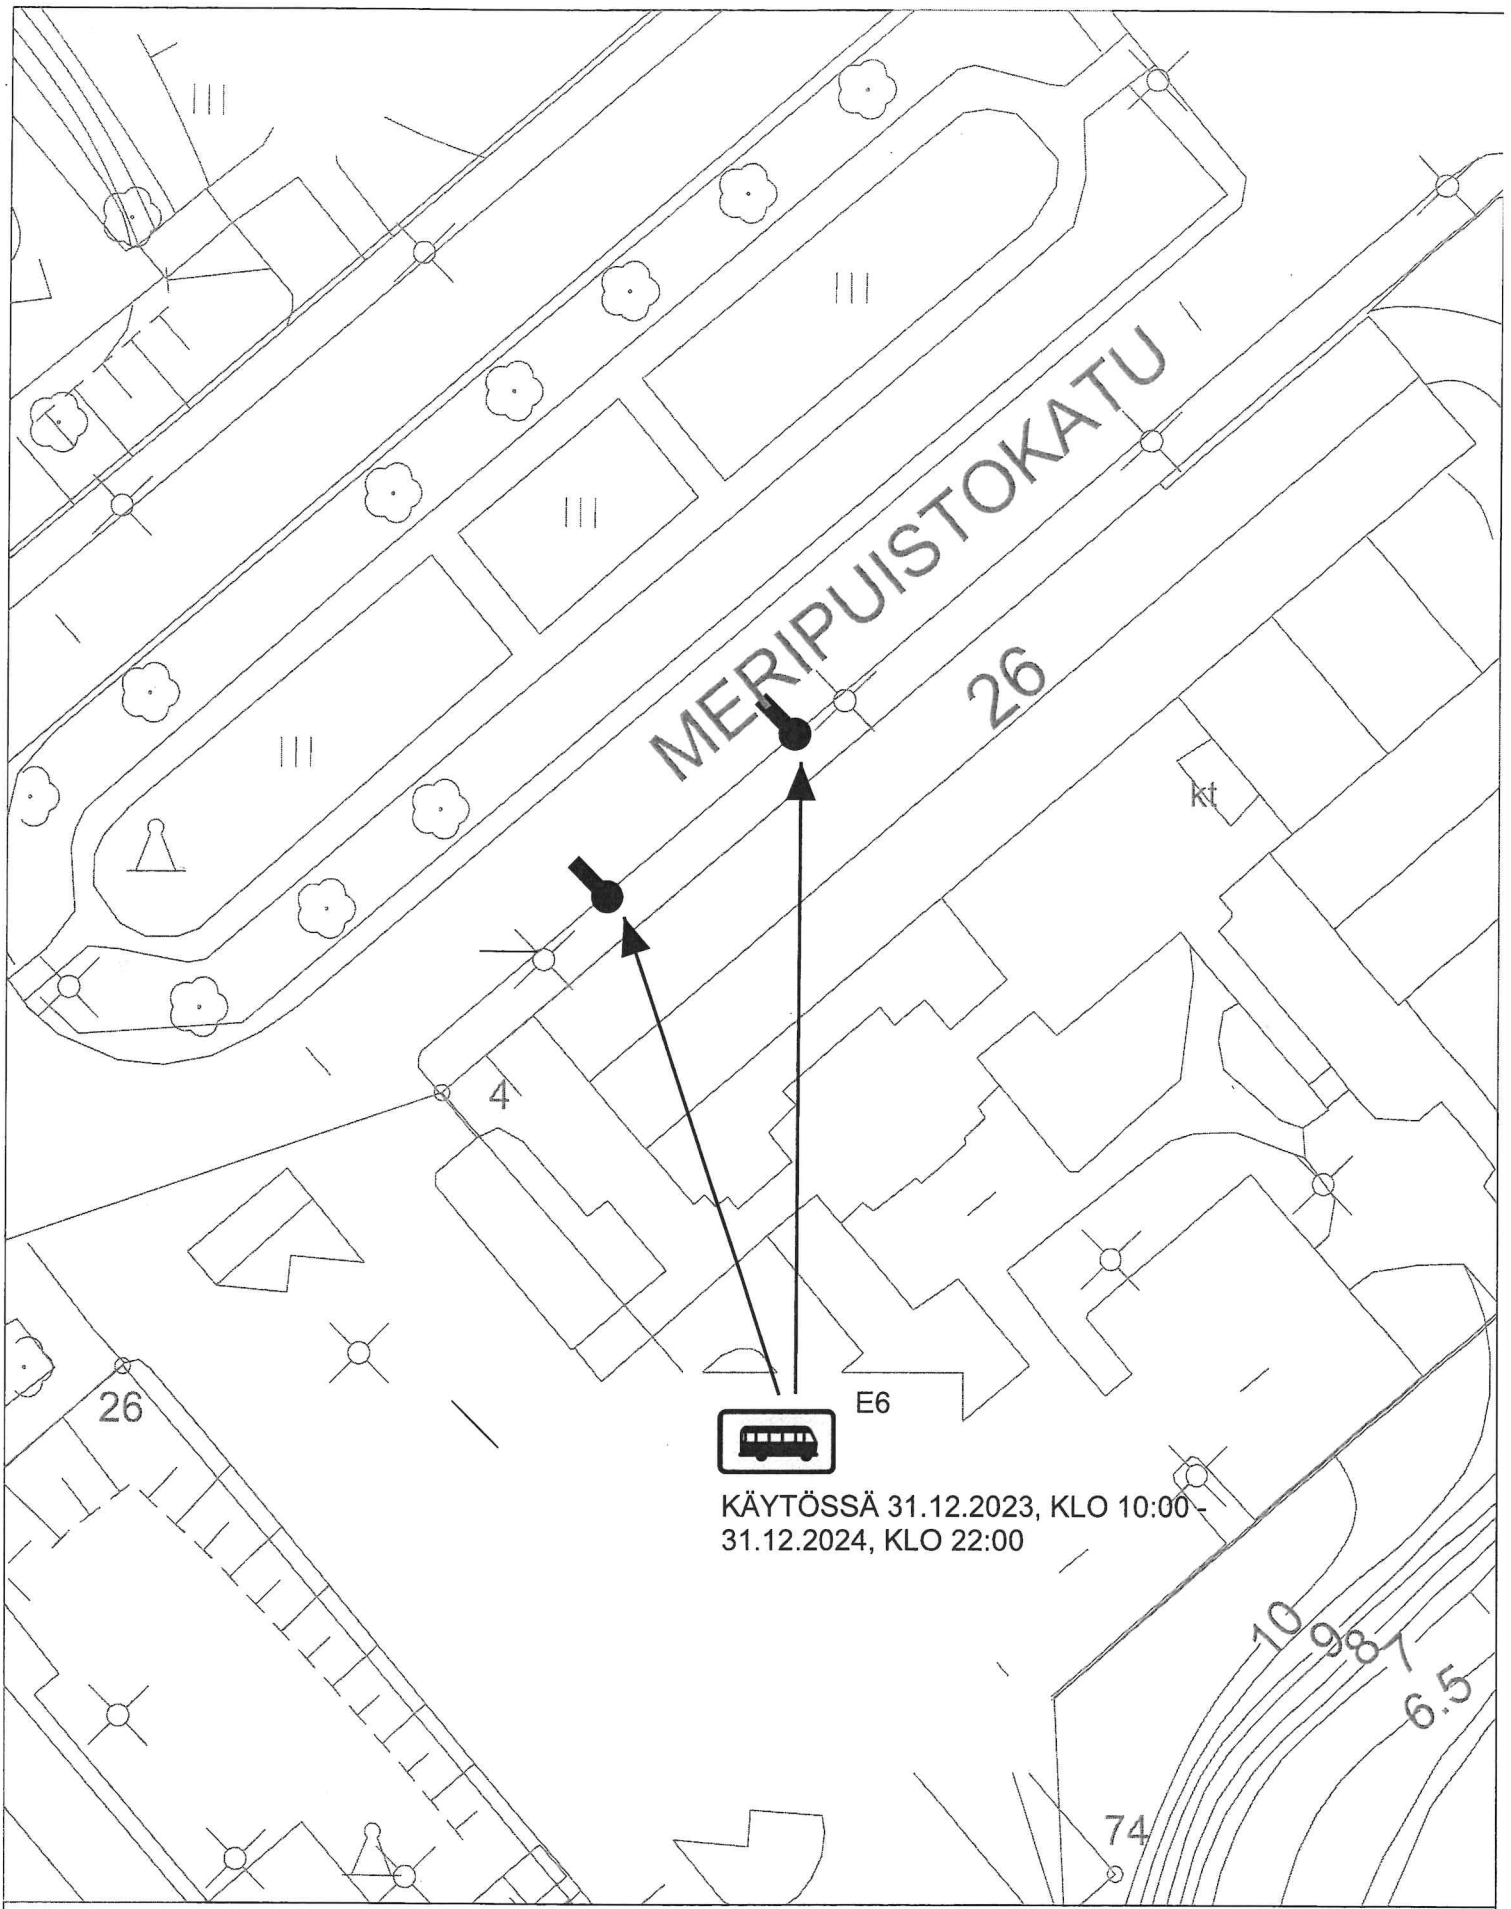 MERIPUISTOKATU
26
kt
4
26
E6
KÄYTÖSSÄ 31.12.2023, KLO 10:00 -
31.12.2024, KLO 22:00
10
9
8
7
6.5
74